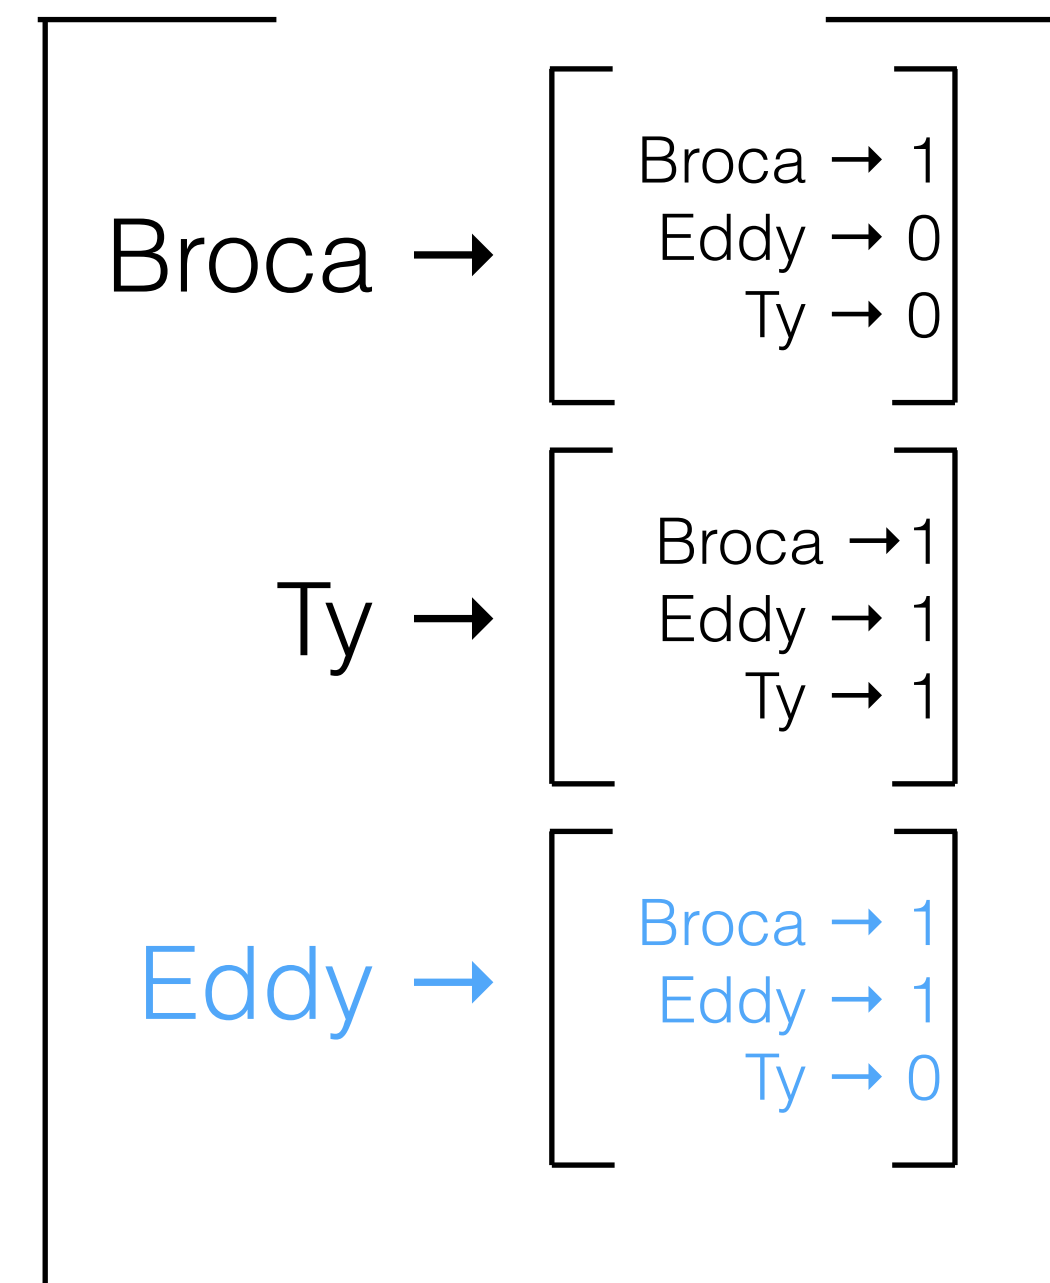 Broca →
Broca → 1
Eddy → 0
Ty → 0
Ty →
Broca → 1
Eddy → 1
Ty → 1
Eddy →
Broca → 1
Eddy → 1
Ty → 0